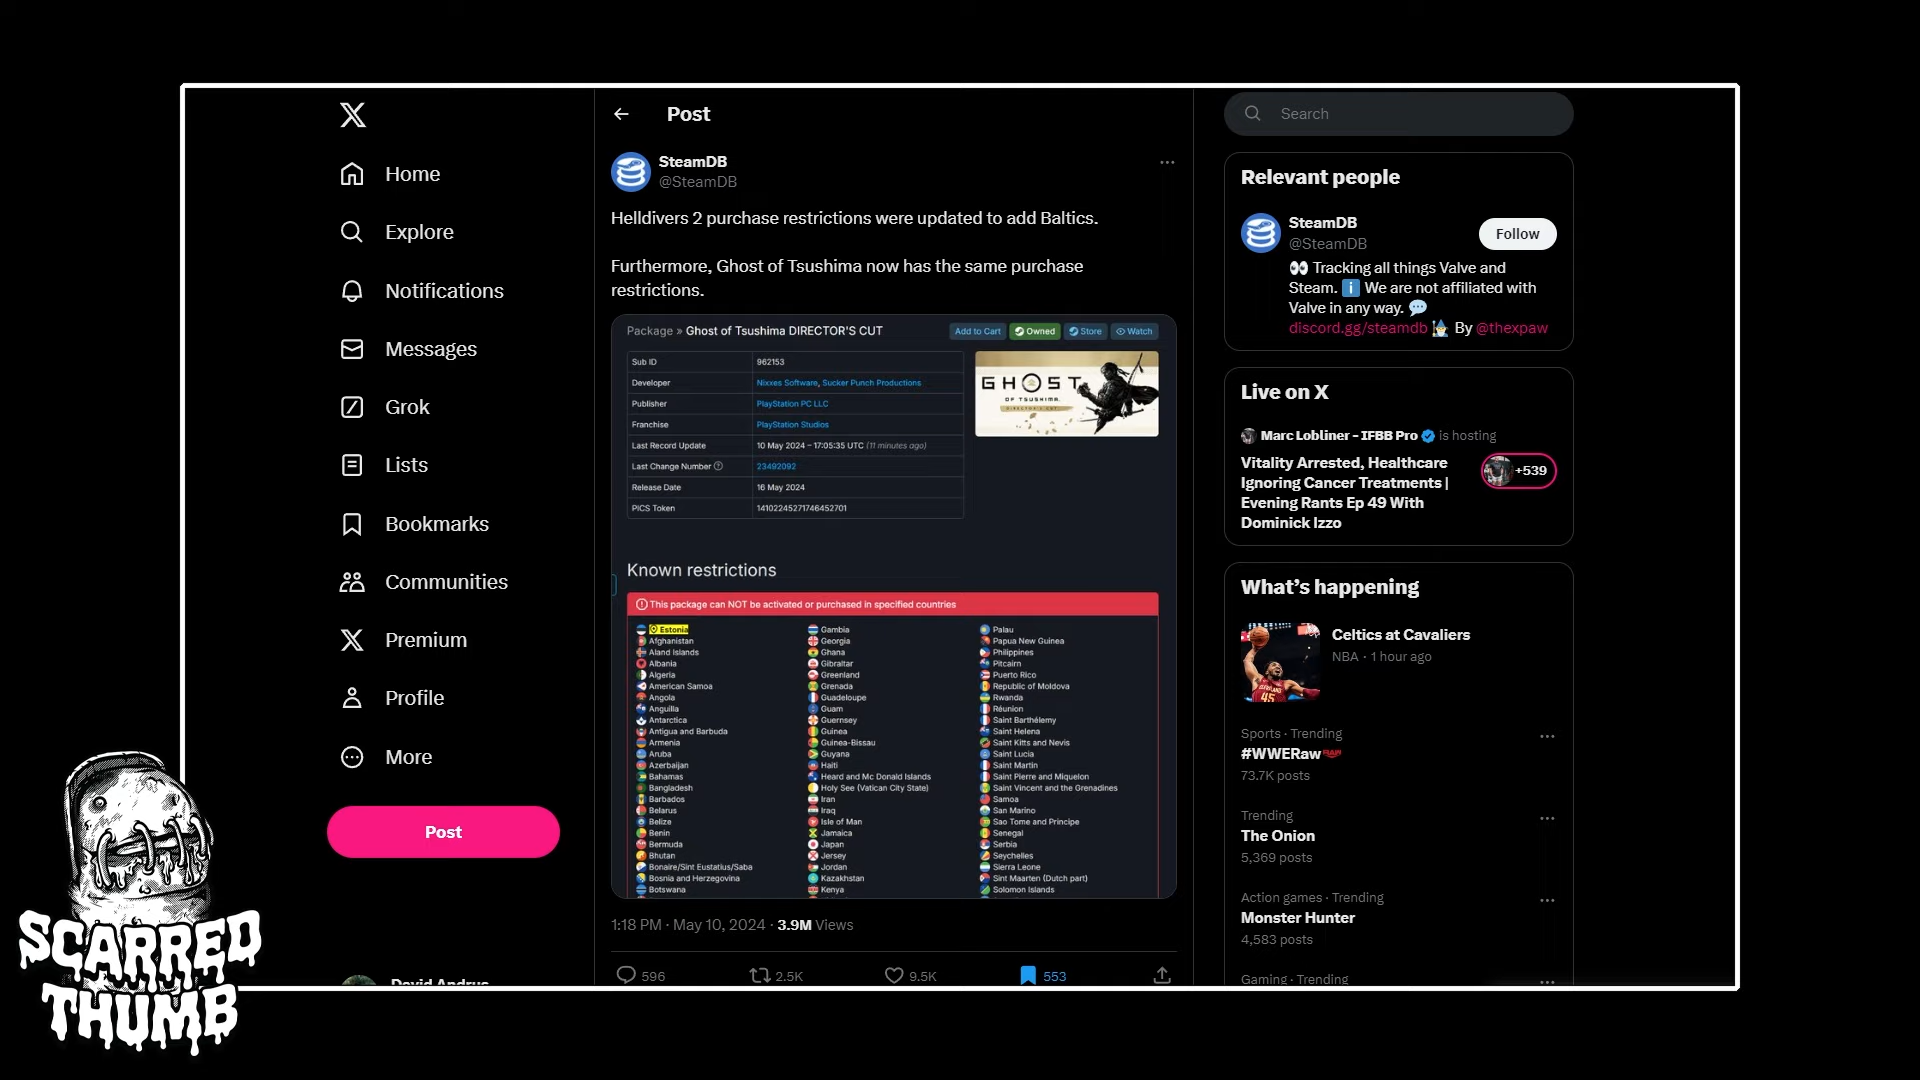 Home
Explore
Notifications
Messages
Grok
Lists
Bookmarks
Communities
Premium
Profile
More
Post
SCARRED
THUMB
Post
SteamDB
@SteamDB
Helldivers 2 purchase restrictions were updated to add Baltics.
Furthermore, Ghost of Tsushima now has the same purchase
restrictions.
Package » Ghost of Tsushima DIRECTOR'S CUT
Add to Cart Owned Store Watch
Sub ID 962153
Developer Nixxes Software, Sucker Punch Productions
Publisher PlayStation PC LLC
Franchise PlayStation Studios
Last Record Update 10 May 2024 – 17:05:35 UTC (11 minutes ago)
Last Change Number 23492092
Release Date 16 May 2024
PICS Token 14102245271746452701
GHOST
OF TSUSHIMA
DIRECTOR'S CUT
Known restrictions
This package can NOT be activated or purchased in specified countries
Estonia
Afghanistan
Aland Islands
Albania
Algeria
American Samoa
Angola
Anguilla
Antarctica
Antigua and Barbuda
Armenia
Aruba
Azerbaijan
Bahamas
Bangladesh
Barbados
Belarus
Belize
Benin
Bermuda
Bhutan
Bonaire/Sint Eustatius/Saba
Bosnia and Herzegovina
Botswana
Gambia
Georgia
Ghana
Gibraltar
Greenland
Grenada
Guadeloupe
Guam
Guernsey
Guinea
Guinea-Bissau
Guyana
Haiti
Heard and Mc Donald Islands
Holy See (Vatican City State)
Iran
Iraq
Isle of Man
Jamaica
Japan
Jersey
Jordan
Kazakhstan
Kenya
Palau
Papua New Guinea
Philippines
Pitcairn
Puerto Rico
Republic of Moldova
Rwanda
Réunion
Saint Barthélemy
Saint Helena
Saint Kitts and Nevis
Saint Lucia
Saint Martin
Saint Pierre and Miquelon
Saint Vincent and the Grenadines
Samoa
San Marino
Sao Tome and Principe
Senegal
Serbia
Seychelles
Sierra Leone
Sint Maarten (Dutch part)
Solomon Islands
1:18 PM · May 10, 2024 · 3.9M Views
596 2.5K 9.5K 553
Search
Relevant people
SteamDB
@SteamDB
Follow
👀 Tracking all things Valve and
Steam. ℹ️ We are not affiliated with
Valve in any way. 💬
discord.gg/steamdb 🧙 By @thexpaw
Live on X
Marc Lobliner - IFBB Pro is hosting
Vitality Arrested, Healthcare
Ignoring Cancer Treatments |
Evening Rants Ep 49 With
Dominick Izzo
+539
What's happening
Celtics at Cavaliers
NBA · 1 hour ago
Sports · Trending
#WWERaw
73.7K posts
Trending
The Onion
5,369 posts
Action games · Trending
Monster Hunter
4,583 posts
Gaming · Trending